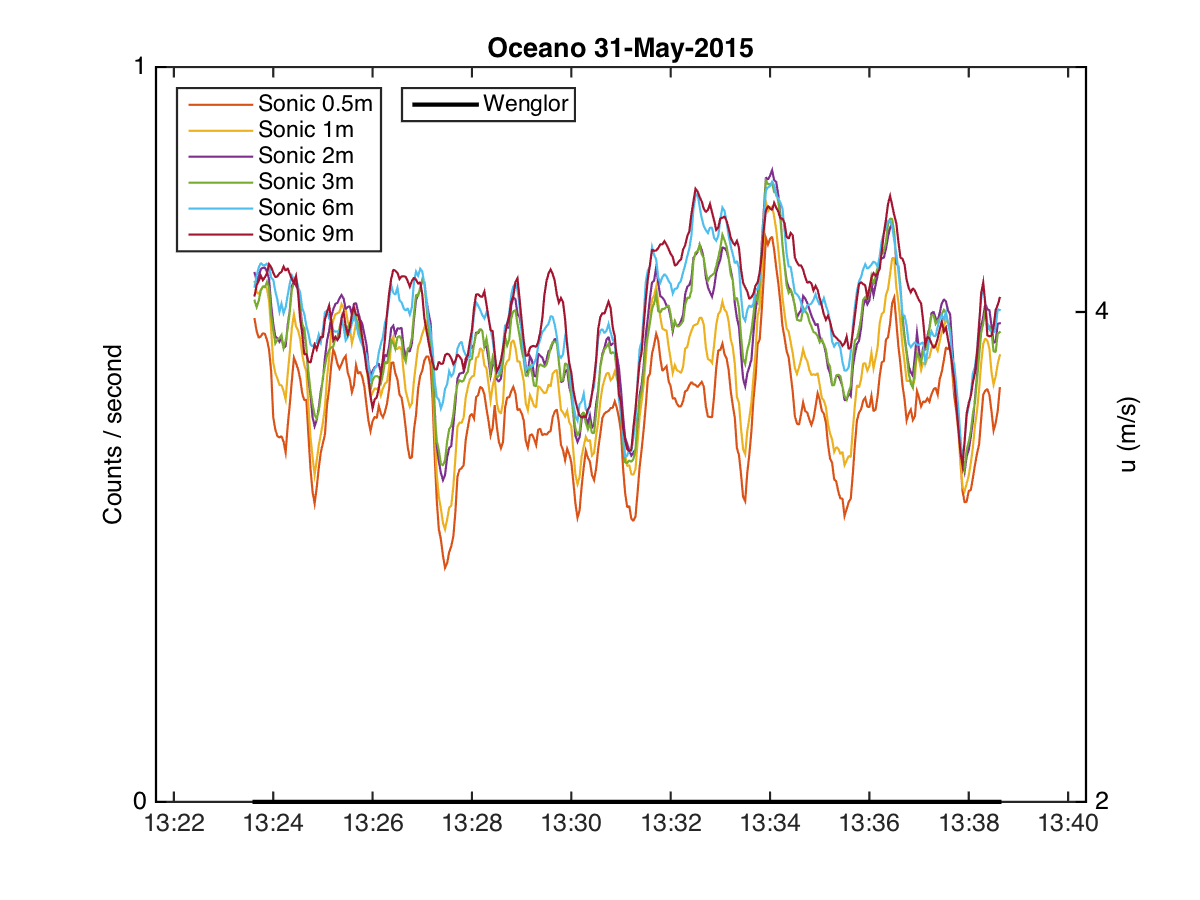 Oceano 31-May-2015
1
Sonic 0.5m
Wenglor
Sonic 1m
Sonic 2m
Sonic 3m
Sonic 6m
Sonic 9m
4
Counts / second
u (m/s)
0
2
13:22 13:24 13:26 13:28 13:30 13:32 13:34 13:36 13:38 13:40